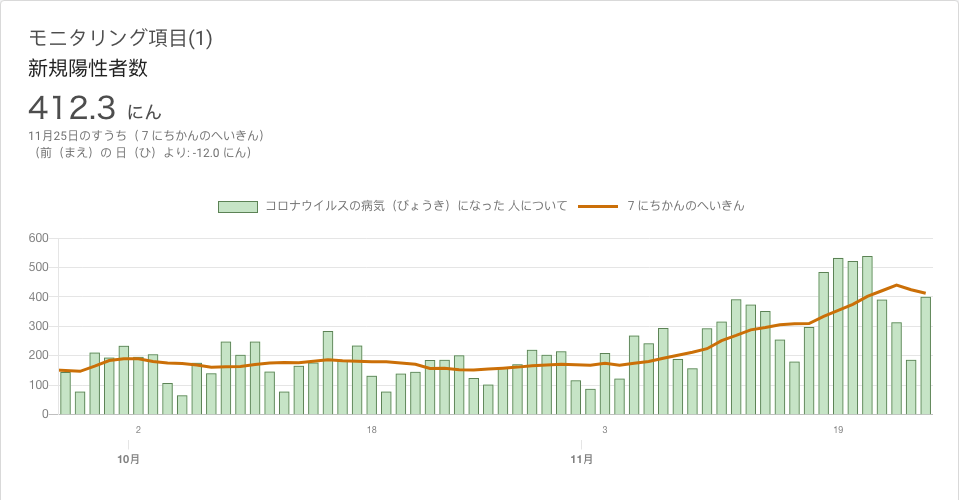 モニタリング項目(1)
新規陽性者数
412.3 にん
11月25日のすうち（７にちかんのへいきん）
（前（まえ）の 日（ひ）より: -12.0 にん）
コロナウイルスの病気（びょうき）になった 人について ７にちかんのへいきん
600
500
400
300
200
100
0
2 18 3 19
10月 11月